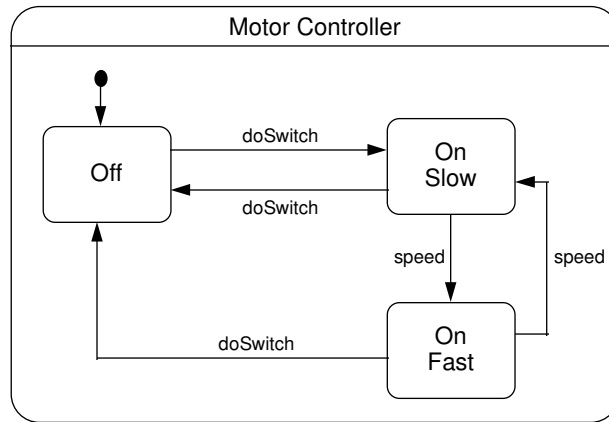 Motor Controller
doSwitch
Off
On
Slow
doSwitch
speed
speed
On
Fast
doSwitch